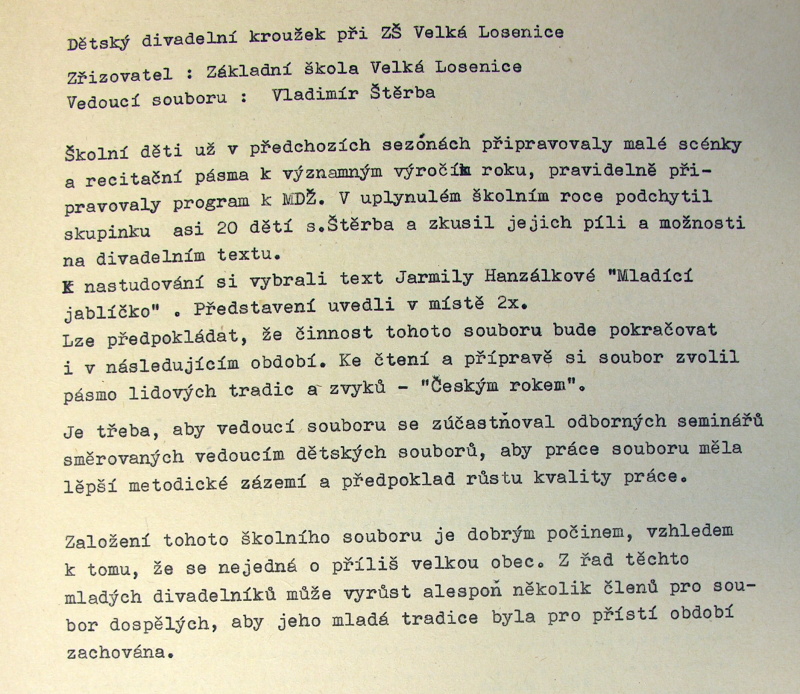 Dětský divadelní kroužek při ZŠ Velká Losenice
Zřizovatel : Základní škola Velká Losenice
Vedoucí souboru : Vladimír Štěrba
Školní děti už v předchozích sezónách připravovaly malé scénky
a recitační pásma k významným výročím roku, pravidelně při-
pravovaly program k MDŽ. V uplynulém školním roce podchytil
skupinku asi 20 dětí s.Štěrba a zkusil jejich píli a možnosti
na divadelním textu.
K nastudování si vybrali text Jarmily Hanzálkové "Mladící
jablíčko" . Představení uvedli v místě 2x.
Lze předpokládat, že činnost tohoto souboru bude pokračovat
i v následujícím období. Ke čtení a přípravě si soubor zvolil
pásmo lidových tradic a zvyků - "Českým rokem".
Je třeba, aby vedoucí souboru se zúčastňoval odborných seminářů
směrovaných vedoucím dětských souborů, aby práce souboru měla
lěpší metodické zázemí a předpoklad růstu kvality práce.
Založení tohoto školního souboru je dobrým počinem, vzhledem
k tomu, že se nejedná o příliš velkou obec. Z řad těchto
mladých divadelníků může vyrůst alespoň několik členů pro sou-
bor dospělých, aby jeho mladá tradice byla pro přístí období
zachována.